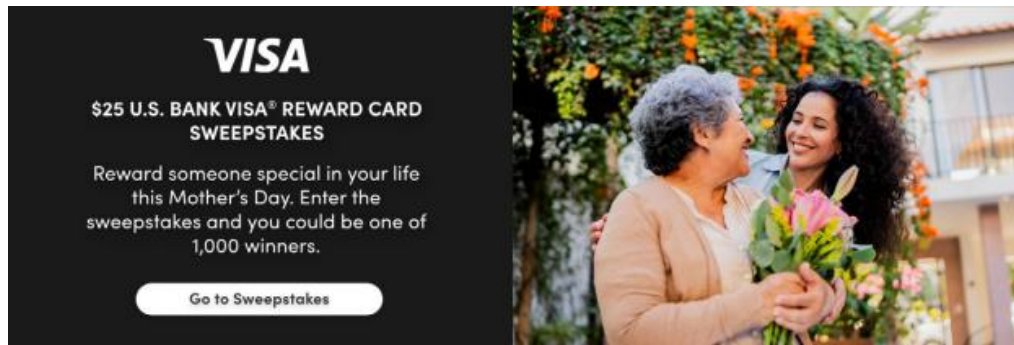 VISA
$25 U.S. BANK VISA® REWARD CARD
SWEEPSTAKES
Reward someone special in your life
this Mother's Day. Enter the
sweepstakes and you could be one of
1,000 winners.
Go to Sweepstakes